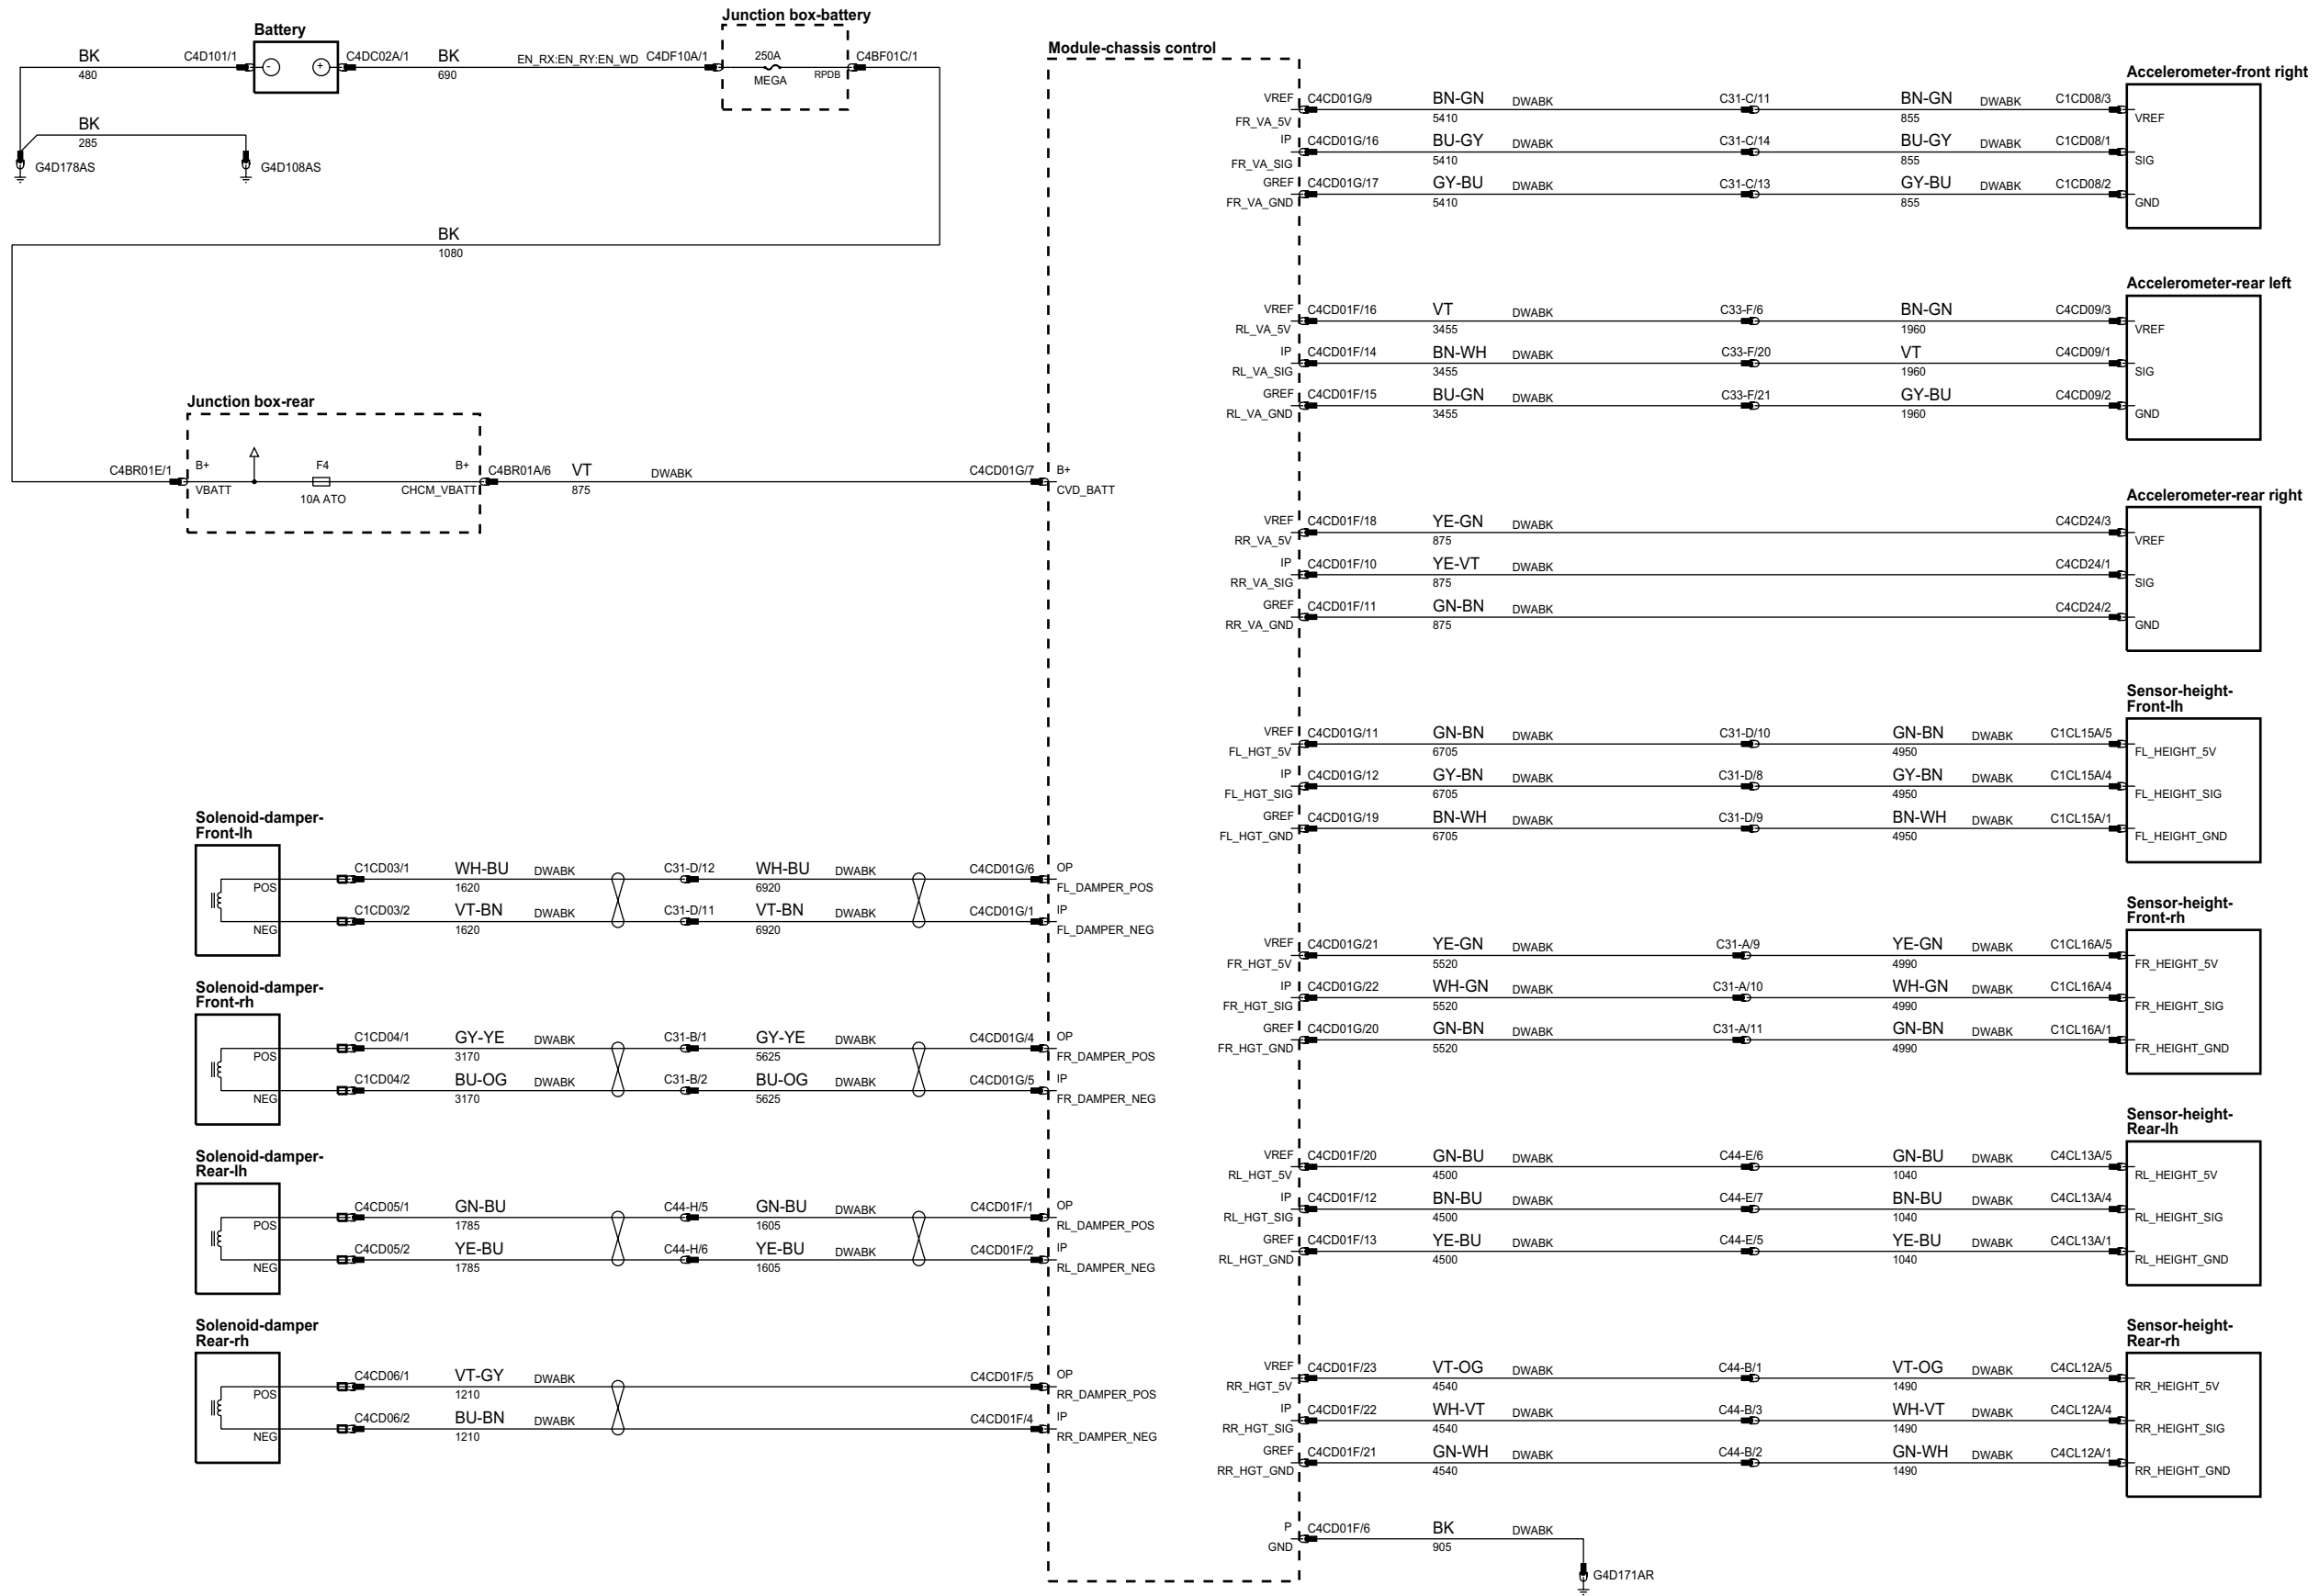 Junction box-battery
Battery
BK
480
C4D101/1
-
+
C4DC02A/1
BK
690
EN_RX:EN_RY:EN_WD
C4DF10A/1
250A
MEGA
RPDB
C4BF01C/1
BK
285
G4D178AS
G4D108AS
BK
1080
Junction box-rear
C4BR01E/1
B+
VBATT
F4
10A ATO
B+
CHCM_VBATT
C4BR01A/6
VT
875
DWABK
C4CD01G/7
B+
CVD_BATT
Module-chassis control
Solenoid-damper-
Front-lh
POS
C1CD03/1
WH-BU
1620
DWABK
C31-D/12
WH-BU
6920
DWABK
C4CD01G/6
OP
FL_DAMPER_POS
NEG
C1CD03/2
VT-BN
1620
DWABK
C31-D/11
VT-BN
6920
DWABK
C4CD01G/1
IP
FL_DAMPER_NEG
Solenoid-damper-
Front-rh
POS
C1CD04/1
GY-YE
3170
DWABK
C31-B/1
GY-YE
5625
DWABK
C4CD01G/4
OP
FR_DAMPER_POS
NEG
C1CD04/2
BU-OG
3170
DWABK
C31-B/2
BU-OG
5625
DWABK
C4CD01G/5
IP
FR_DAMPER_NEG
Solenoid-damper-
Rear-lh
POS
C4CD05/1
GN-BU
1785
C44-H/5
GN-BU
1605
DWABK
C4CD01F/1
OP
RL_DAMPER_POS
NEG
C4CD05/2
YE-BU
1785
C44-H/6
YE-BU
1605
DWABK
C4CD01F/2
IP
RL_DAMPER_NEG
Solenoid-damper
Rear-rh
POS
C4CD06/1
VT-GY
1210
DWABK
C4CD01F/5
OP
RR_DAMPER_POS
NEG
C4CD06/2
BU-BN
1210
DWABK
C4CD01F/4
IP
RR_DAMPER_NEG
Accelerometer-front right
VREF
FR_VA_5V
C4CD01G/9
BN-GN
5410
DWABK
C31-C/11
BN-GN
855
DWABK
C1CD08/3
VREF
IP
FR_VA_SIG
C4CD01G/16
BU-GY
5410
DWABK
C31-C/14
BU-GY
855
DWABK
C1CD08/1
SIG
GREF
FR_VA_GND
C4CD01G/17
GY-BU
5410
DWABK
C31-C/13
GY-BU
855
DWABK
C1CD08/2
GND
Accelerometer-rear left
VREF
RL_VA_5V
C4CD01F/16
VT
3455
DWABK
C33-F/6
BN-GN
1960
C4CD09/3
VREF
IP
RL_VA_SIG
C4CD01F/14
BN-WH
3455
DWABK
C33-F/20
VT
1960
C4CD09/1
SIG
GREF
RL_VA_GND
C4CD01F/15
BU-GN
3455
DWABK
C33-F/21
GY-BU
1960
C4CD09/2
GND
Accelerometer-rear right
VREF
RR_VA_5V
C4CD01F/18
YE-GN
875
DWABK
C4CD24/3
VREF
IP
RR_VA_SIG
C4CD01F/10
YE-VT
875
DWABK
C4CD24/1
SIG
GREF
RR_VA_GND
C4CD01F/11
GN-BN
875
DWABK
C4CD24/2
GND
Sensor-height-
Front-lh
VREF
FL_HGT_5V
C4CD01G/11
GN-BN
6705
DWABK
C31-D/10
GN-BN
4950
DWABK
C1CL15A/5
FL_HEIGHT_5V
IP
FL_HGT_SIG
C4CD01G/12
GY-BN
6705
DWABK
C31-D/8
GY-BN
4950
DWABK
C1CL15A/4
FL_HEIGHT_SIG
GREF
FL_HGT_GND
C4CD01G/19
BN-WH
6705
DWABK
C31-D/9
BN-WH
4950
DWABK
C1CL15A/1
FL_HEIGHT_GND
Sensor-height-
Front-rh
VREF
FR_HGT_5V
C4CD01G/21
YE-GN
5520
DWABK
C31-A/9
YE-GN
4990
DWABK
C1CL16A/5
FR_HEIGHT_5V
IP
FR_HGT_SIG
C4CD01G/22
WH-GN
5520
DWABK
C31-A/10
WH-GN
4990
DWABK
C1CL16A/4
FR_HEIGHT_SIG
GREF
FR_HGT_GND
C4CD01G/20
GN-BN
5520
DWABK
C31-A/11
GN-BN
4990
DWABK
C1CL16A/1
FR_HEIGHT_GND
Sensor-height-
Rear-lh
VREF
RL_HGT_5V
C4CD01F/20
GN-BU
4500
DWABK
C44-E/6
GN-BU
1040
DWABK
C4CL13A/5
RL_HEIGHT_5V
IP
RL_HGT_SIG
C4CD01F/12
BN-BU
4500
DWABK
C44-E/7
BN-BU
1040
DWABK
C4CL13A/4
RL_HEIGHT_SIG
GREF
RL_HGT_GND
C4CD01F/13
YE-BU
4500
DWABK
C44-E/5
YE-BU
1040
DWABK
C4CL13A/1
RL_HEIGHT_GND
Sensor-height-
Rear-rh
VREF
RR_HGT_5V
C4CD01F/23
VT-OG
4540
DWABK
C44-B/1
VT-OG
1490
DWABK
C4CL12A/5
RR_HEIGHT_5V
IP
RR_HGT_SIG
C4CD01F/22
WH-VT
4540
DWABK
C44-B/3
WH-VT
1490
DWABK
C4CL12A/4
RR_HEIGHT_SIG
GREF
RR_HGT_GND
C4CD01F/21
GN-WH
4540
DWABK
C44-B/2
GN-WH
1490
DWABK
C4CL12A/1
RR_HEIGHT_GND
P
GND
C4CD01F/6
BK
905
DWABK
G4D171AR